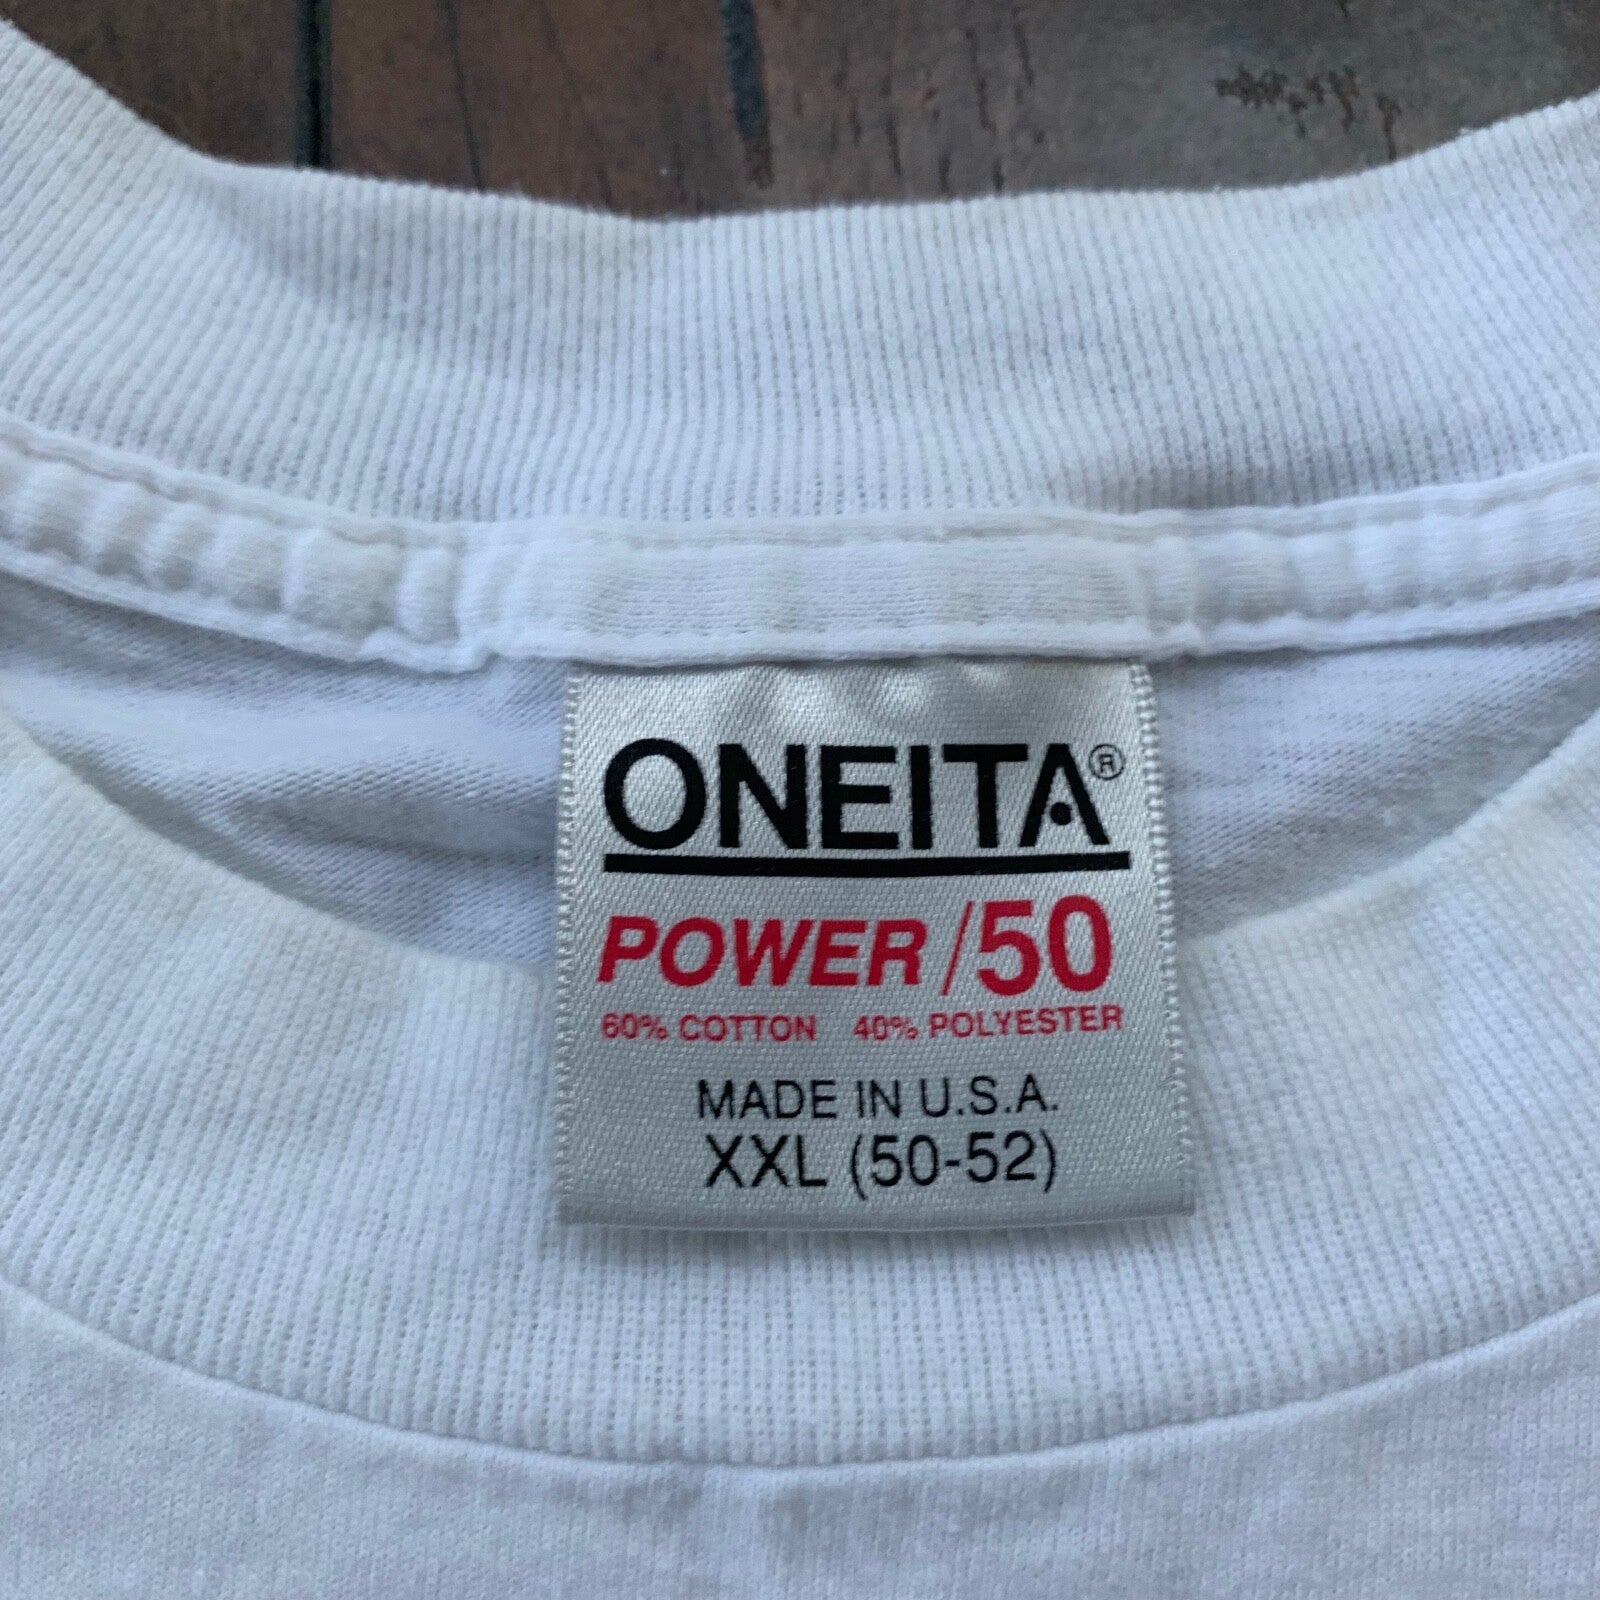 ONEITA®
POWER/50
60% COTTON 40% POLYESTER
MADE IN U.S.A.
XXL (50-52)